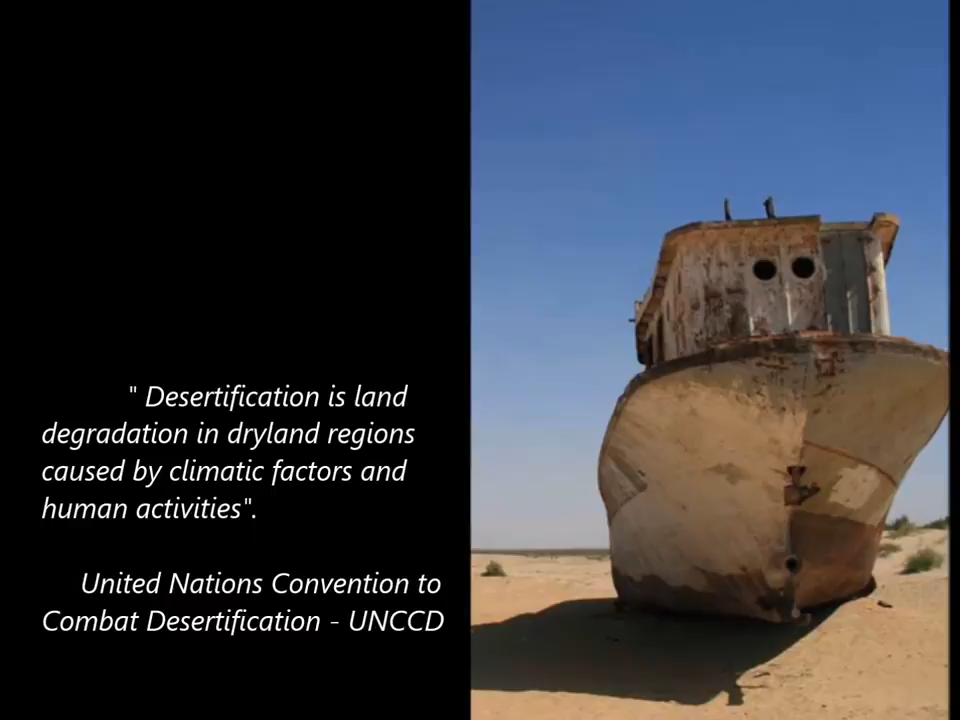 " Desertification is land
degradation in dryland regions
caused by climatic factors and
human activities".
United Nations Convention to
Combat Desertification - UNCCD